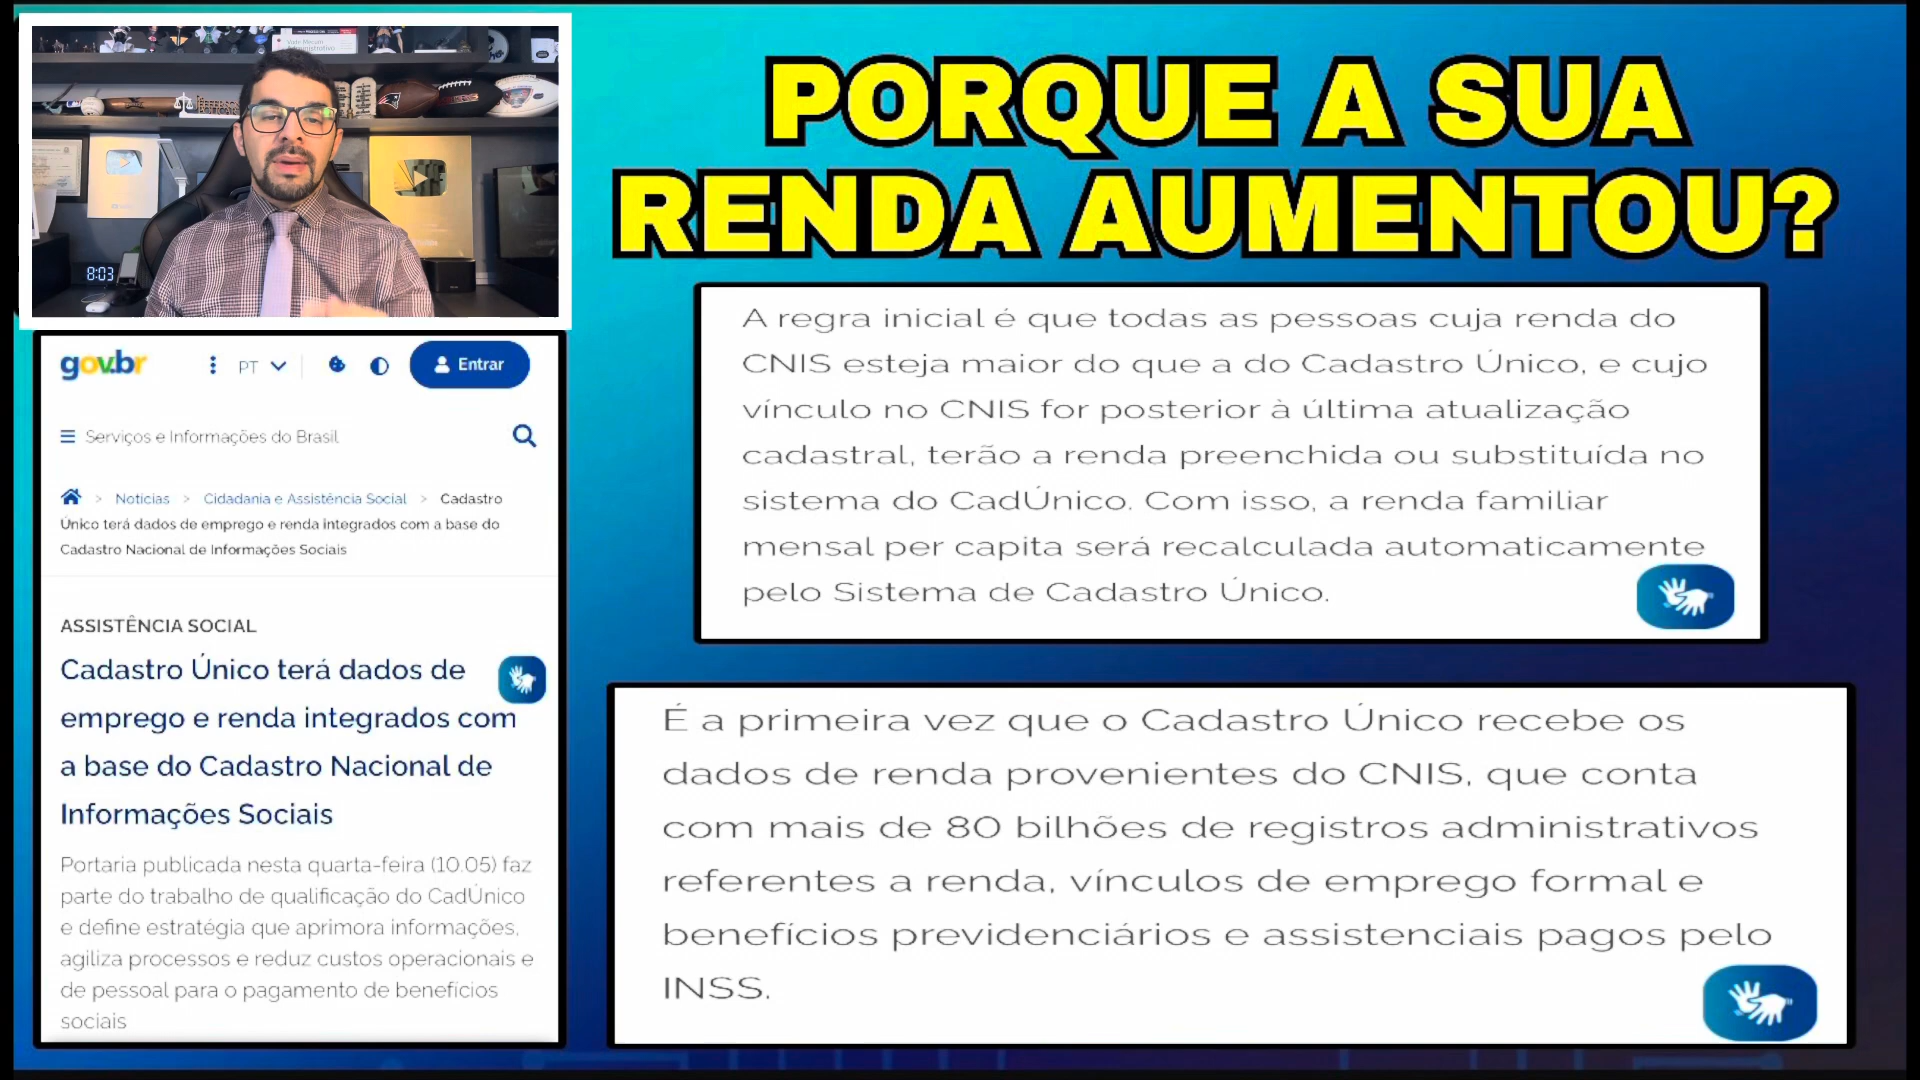 PORQUE A SUA
RENDA AUMENTOU?
8:03
gov.br
PT
Entrar
Serviços e Informações do Brasil
> Notícias > Cidadania e Assistência Social > Cadastro
Único terá dados de emprego e renda integrados com a base do
Cadastro Nacional de Informações Sociais
ASSISTÊNCIA SOCIAL
Cadastro Único terá dados de
emprego e renda integrados com
a base do Cadastro Nacional de
Informações Sociais
Portaria publicada nesta quarta-feira (10.05) faz
parte do trabalho de qualificação do CadÚnico
e define estratégia que aprimora informações,
agiliza processos e reduz custos operacionais e
de pessoal para o pagamento de benefícios
sociais
A regra inicial é que todas as pessoas cuja renda do
CNIS esteja maior do que a do Cadastro Único, e cujo
vínculo no CNIS for posterior à última atualização
cadastral, terão a renda preenchida ou substituída no
sistema do CadÚnico. Com isso, a renda familiar
mensal per capita será recalculada automaticamente
pelo Sistema de Cadastro Único.
É a primeira vez que o Cadastro Único recebe os
dados de renda provenientes do CNIS, que conta
com mais de 80 bilhões de registros administrativos
referentes a renda, vínculos de emprego formal e
benefícios previdenciários e assistenciais pagos pelo
INSS.